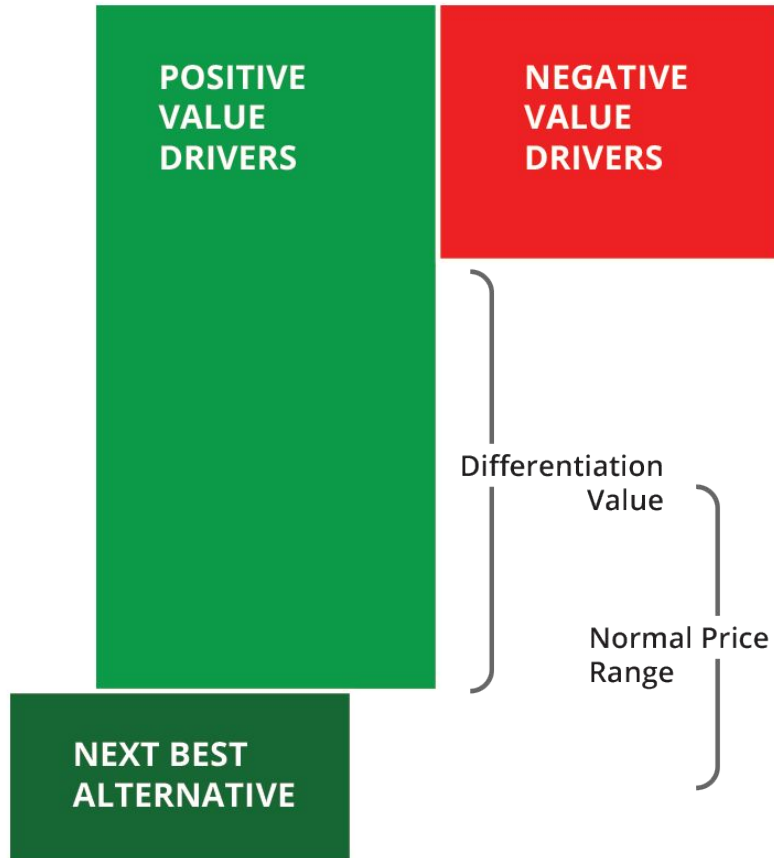 POSITIVE
VALUE
DRIVERS
NEGATIVE
VALUE
DRIVERS
Differentiation
Value
Normal Price
Range
NEXT BEST
ALTERNATIVE